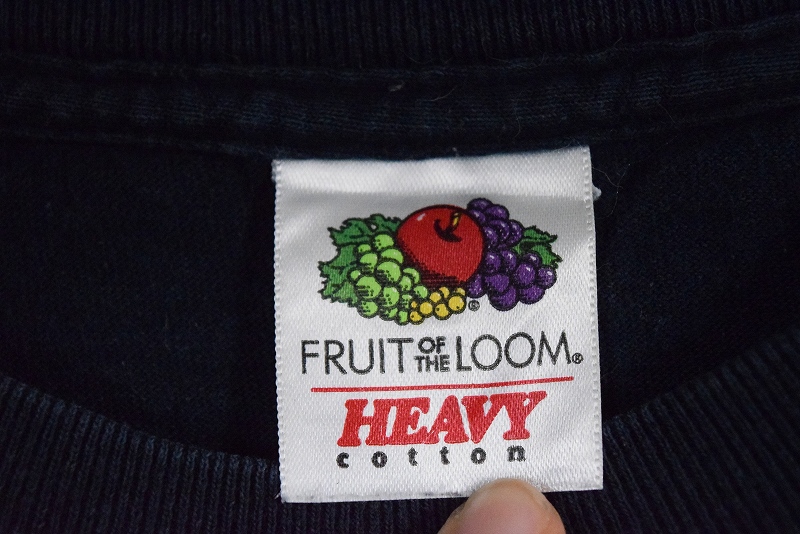 ®
FRUIT OF THE LOOM®
HEAVY
cotton